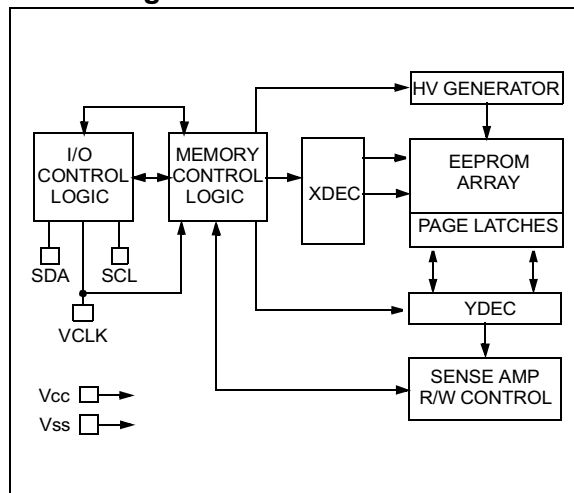 HV GENERATOR
I/O
CONTROL
LOGIC
MEMORY
CONTROL
LOGIC
XDEC
EEPROM
ARRAY
PAGE LATCHES
SDA
SCL
VCLK
YDEC
SENSE AMP
R/W CONTROL
Vcc
Vss